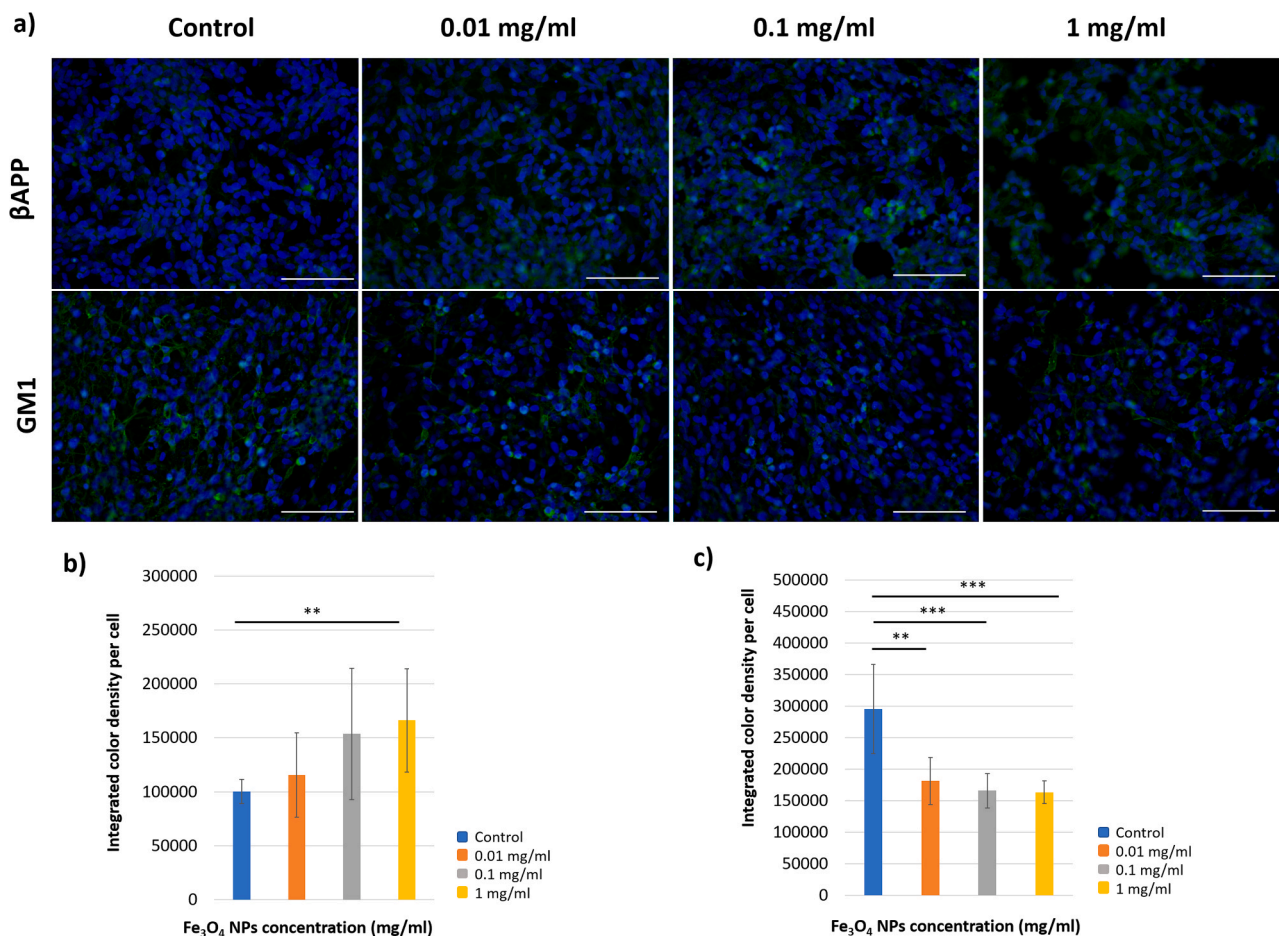 a)
Control 0.01 mg/ml 0.1 mg/ml 1 mg/ml
βAPP
GM1
b)
300000
250000
200000
150000
100000
50000
0
Integrated color density per cell
**
Fe₃O₄ NPs concentration (mg/ml)
Control
0.01 mg/ml
0.1 mg/ml
1 mg/ml
c)
500000
450000
400000
350000
300000
250000
200000
150000
100000
50000
0
Integrated color density per cell
***
***
**
Fe₃O₄ NPs concentration (mg/ml)
Control
0.01 mg/ml
0.1 mg/ml
1 mg/ml